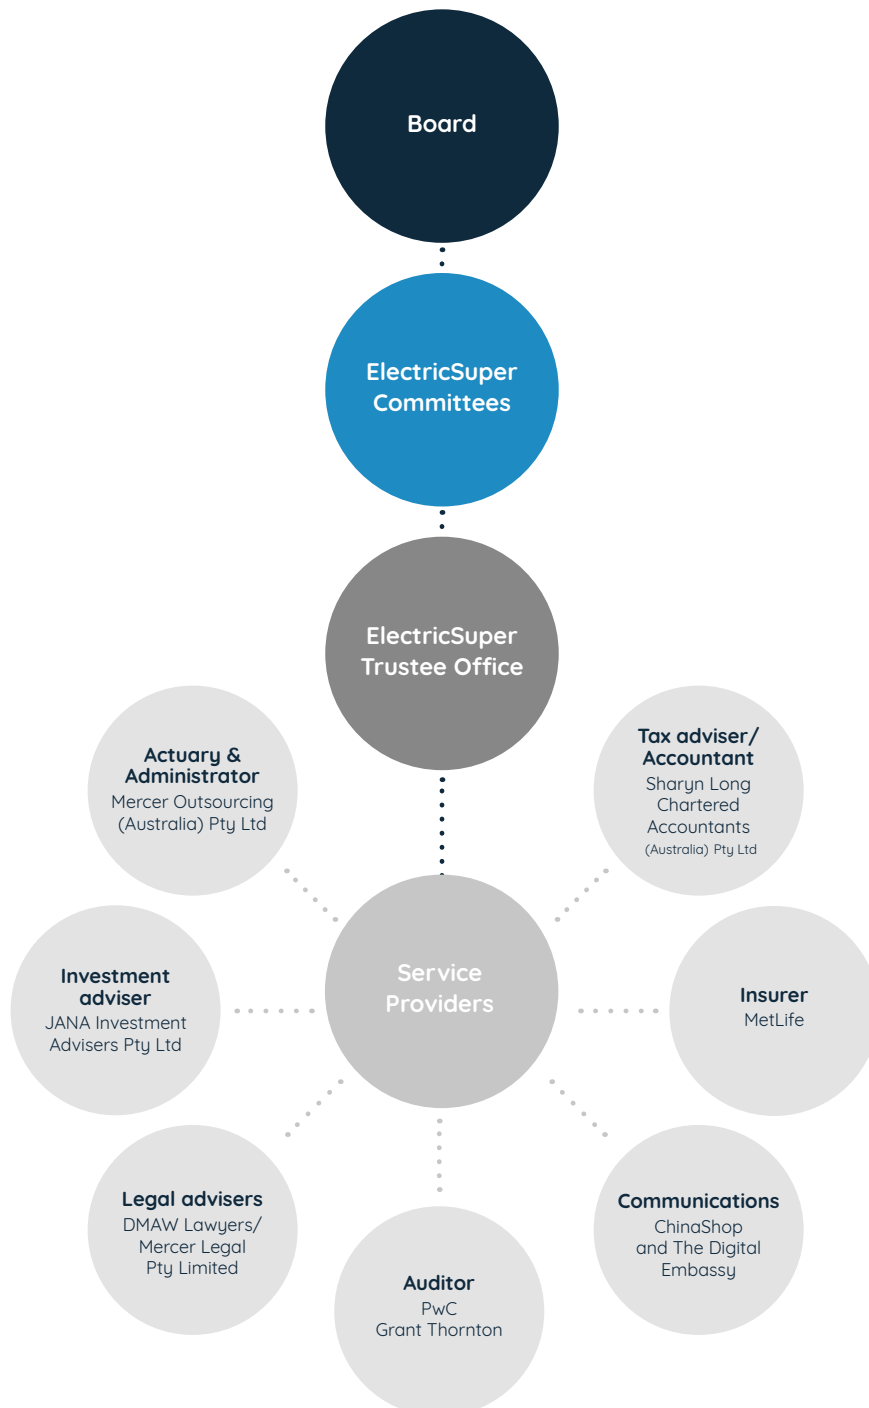 Board
ElectricSuper
Committees
ElectricSuper
Trustee Office
Actuary &
Administrator
Mercer Outsourcing
(Australia) Pty Ltd
Tax adviser/
Accountant
Sharyn Long
Chartered
Accountants
(Australia) Pty Ltd
Service
Providers
Investment
adviser
JANA Investment
Advisers Pty Ltd
Insurer
MetLife
Legal advisers
DMAW Lawyers/
Mercer Legal
Pty Limited
Communications
ChinaShop
and The Digital
Embassy
Auditor
PwC
Grant Thornton